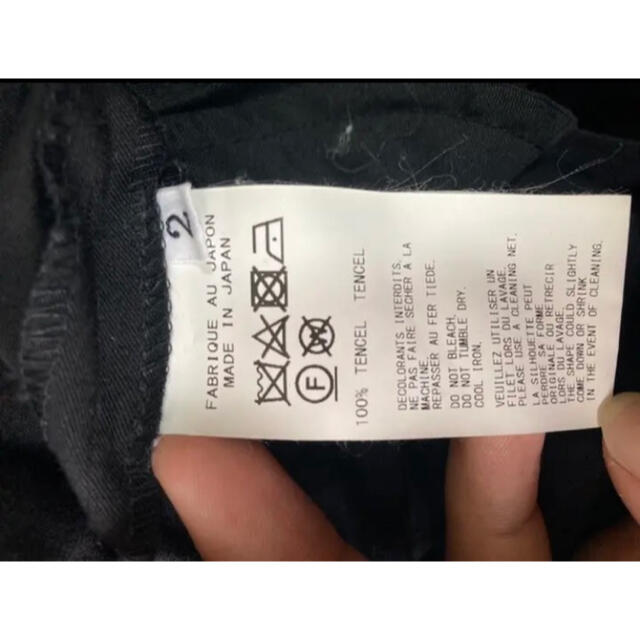 2
FABRIQUE AU JAPON
MADE IN JAPAN
F W
100% TENCEL TENCEL
DECOLORANTS INTERDITS.
NE PAS FAIRE SECHER A LA
MACHINE.
REPASSER AU FER TIEDE.
DO NOT BLEACH.
DO NOT TUMBLE DRY.
COOL IRON.
VEUILLEZ UTILISER UN
FILET LORS DU LAVAGE.
PLEASE USE A CLEANING NET.
LA SILHOUETTE PEUT
PERDRE SA FORME
ORIGINALE OU RETRECIR
LORS DU LAVAGE.
THE SHAPE COULD SLIGHTLY
COME DOWN OR SHRINK
IN THE EVENT OF CLEANING.